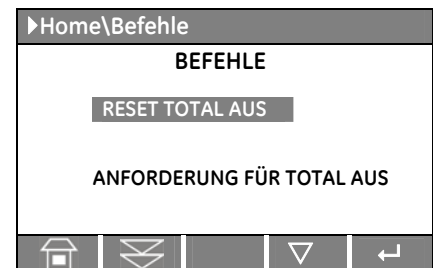 Home\Befehle
BEFEHLE
RESET TOTAL AUS
ANFORDERUNG FÜR TOTAL AUS